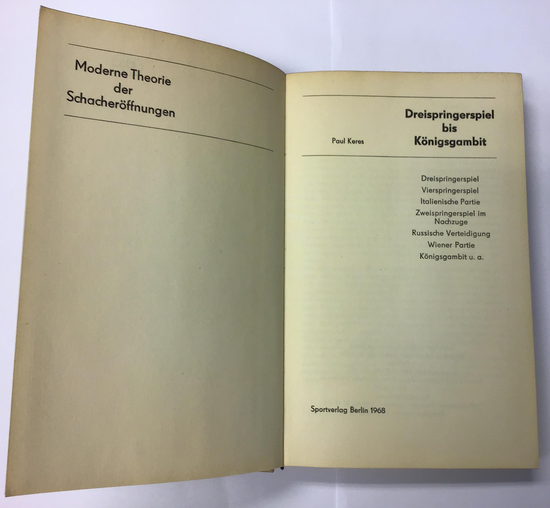 Moderne Theorie
der
Schacheröffnungen
Paul Keres
Dreispringerspiel
bis
Königsgambit
Dreispringerspiel
Vierspringerspiel
Italienische Partie
Zweispringerspiel im
Nachzuge
Russische Verteidigung
Wiener Partie
Königsgambit u. a.
Sportverlag Berlin 1968